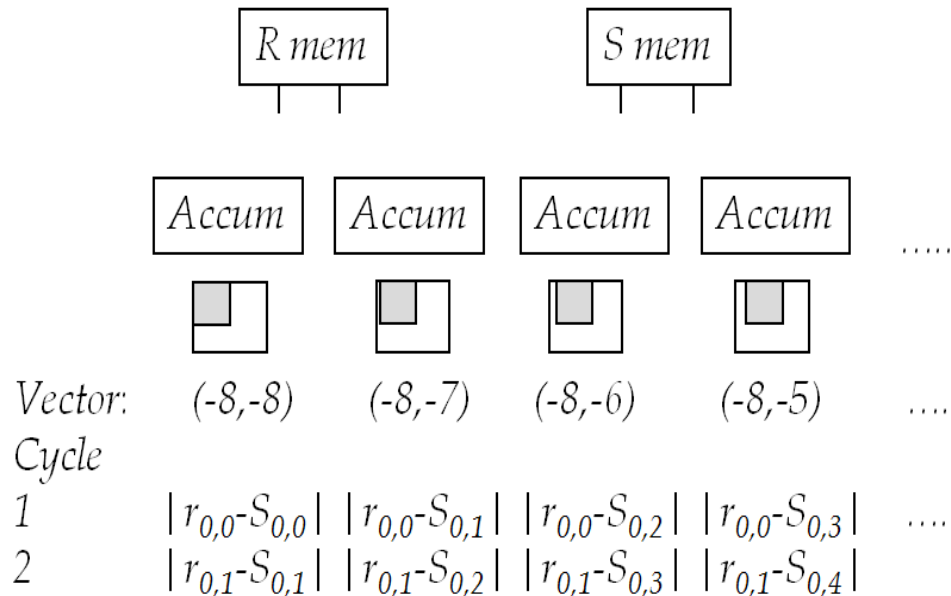 R mem S mem
Accum Accum Accum Accum .....
Vector: (-8,-8) (-8,-7) (-8,-6) (-8,-5) ....
Cycle
1 |r0,0-S0,0| |r0,0-S0,1| |r0,0-S0,2| |r0,0-S0,3| ....
2 |r0,1-S0,1| |r0,1-S0,2| |r0,1-S0,3| |r0,1-S0,4|